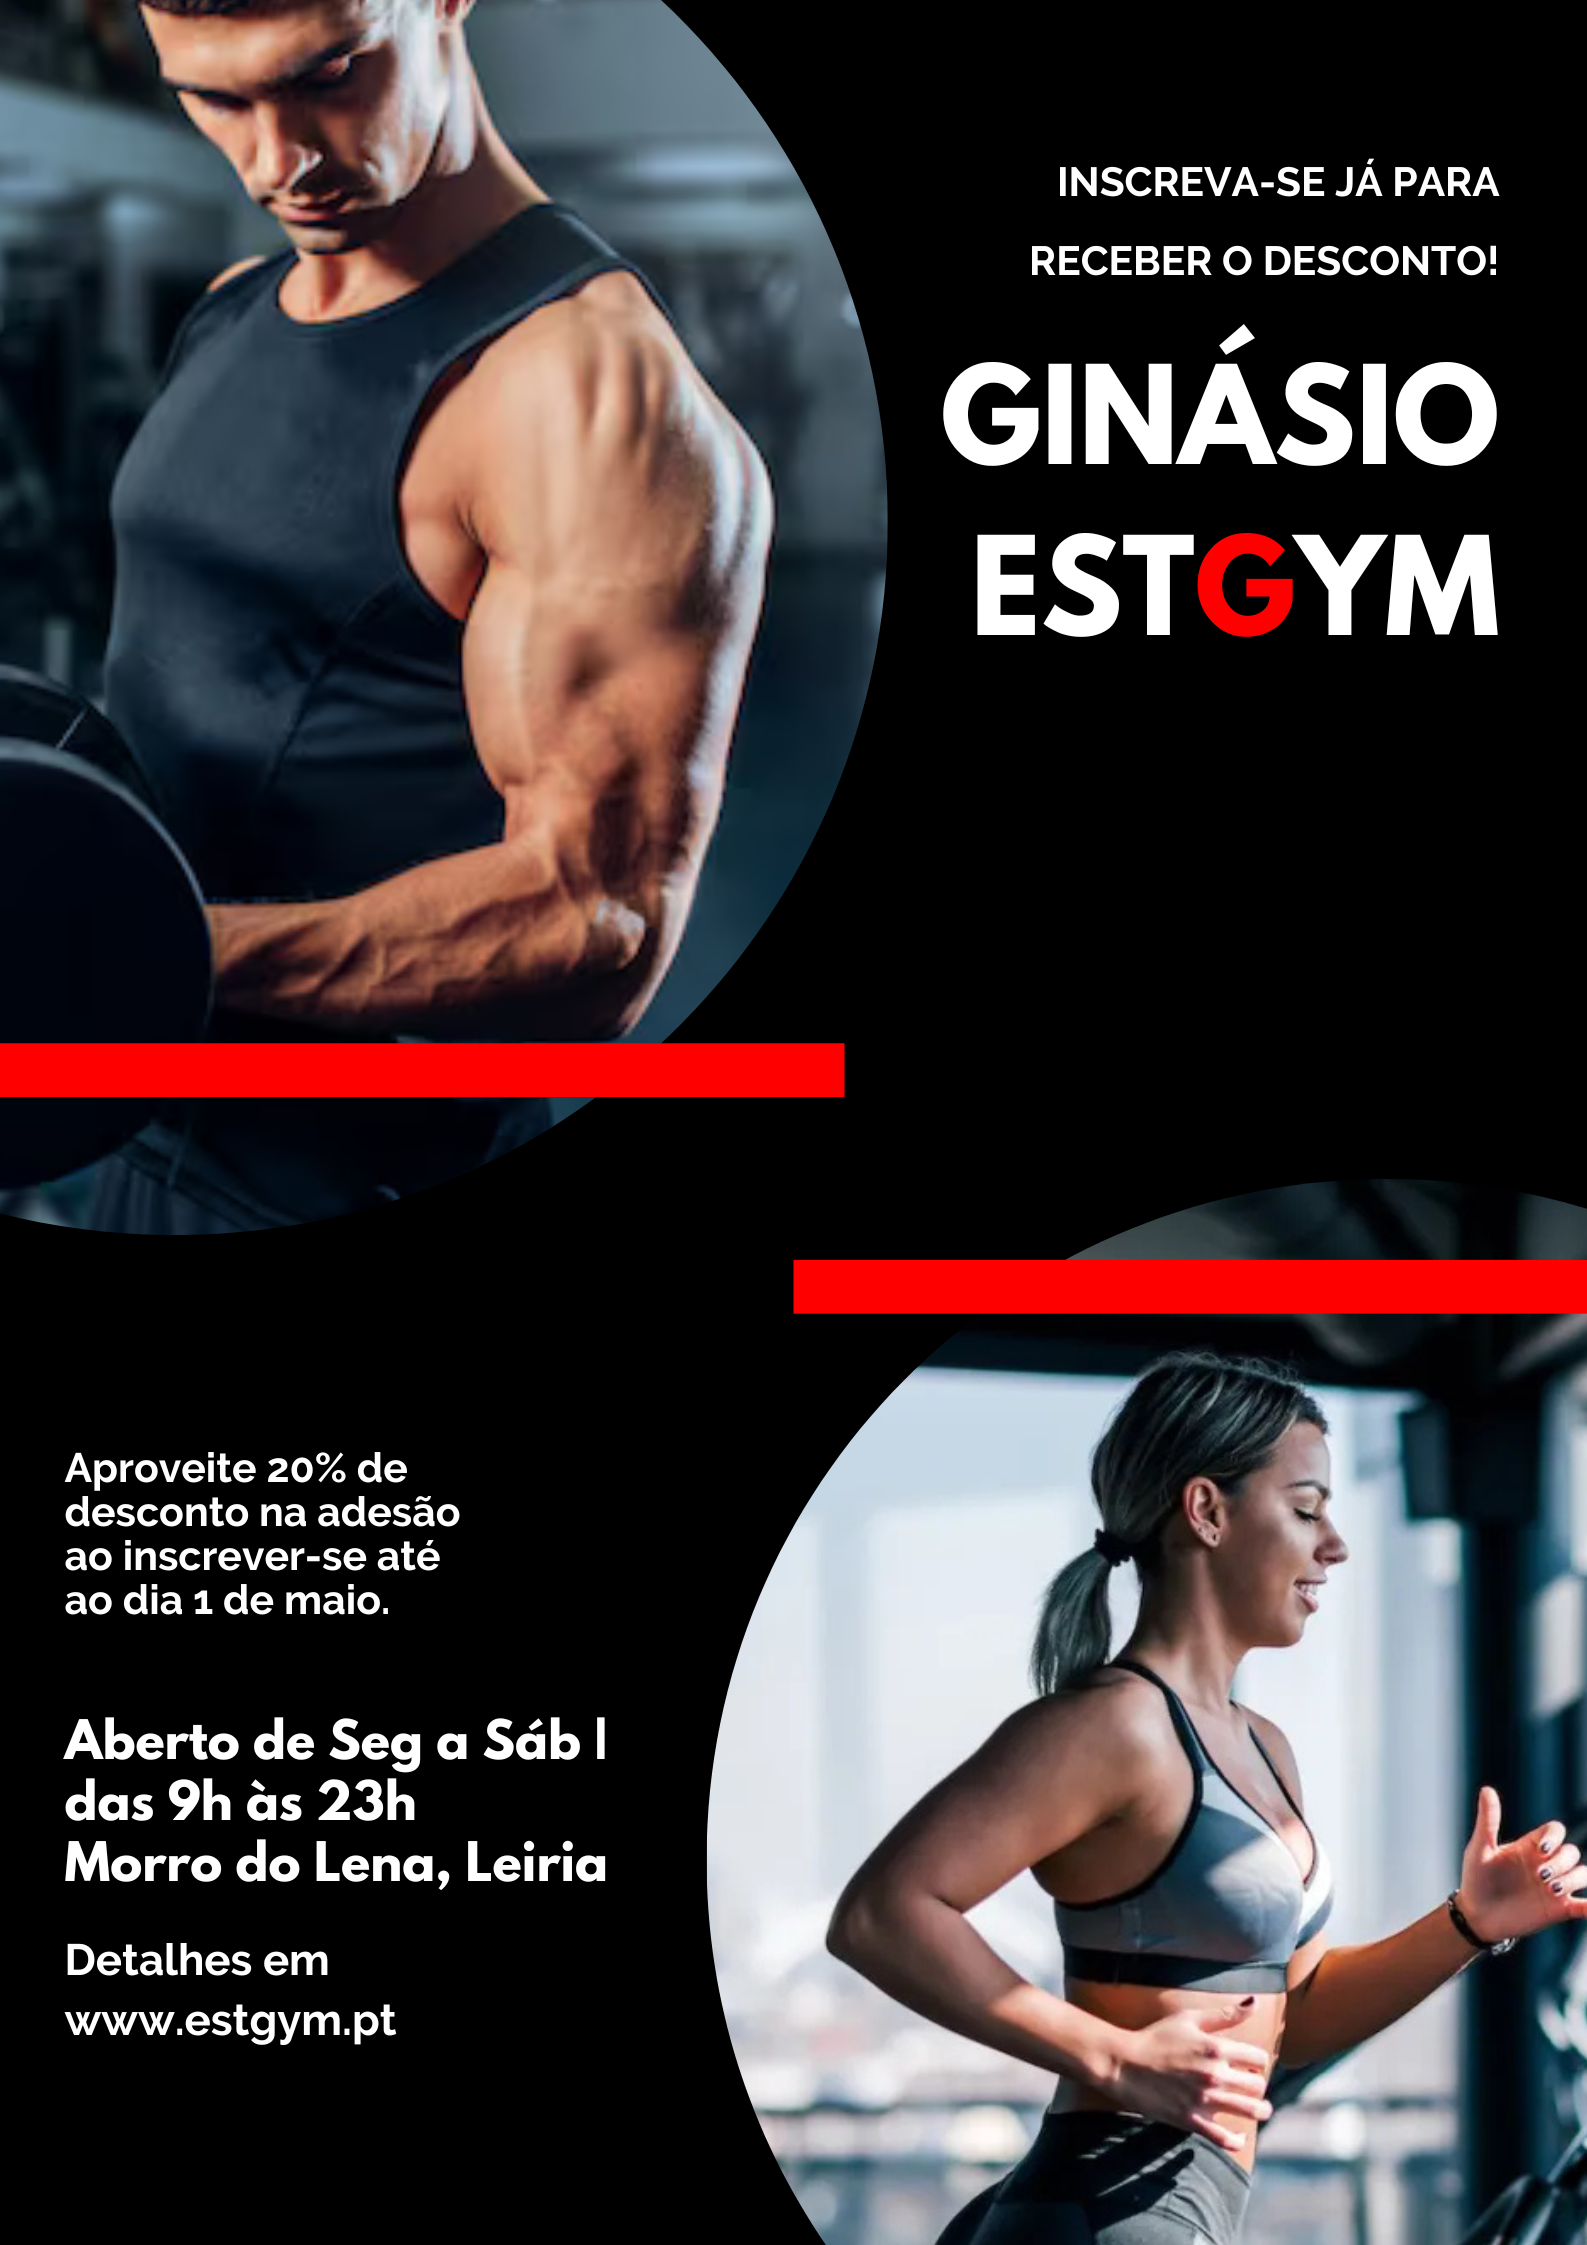 INSCREVA-SE JÁ PARA
RECEBER O DESCONTO!
GINÁSIO
ESTGYM
Aproveite 20% de
desconto na adesão
ao inscrever-se até
ao dia 1 de maio.
Aberto de Seg a Sáb |
das 9h às 23h
Morro do Lena, Leiria
Detalhes em
www.estgym.pt